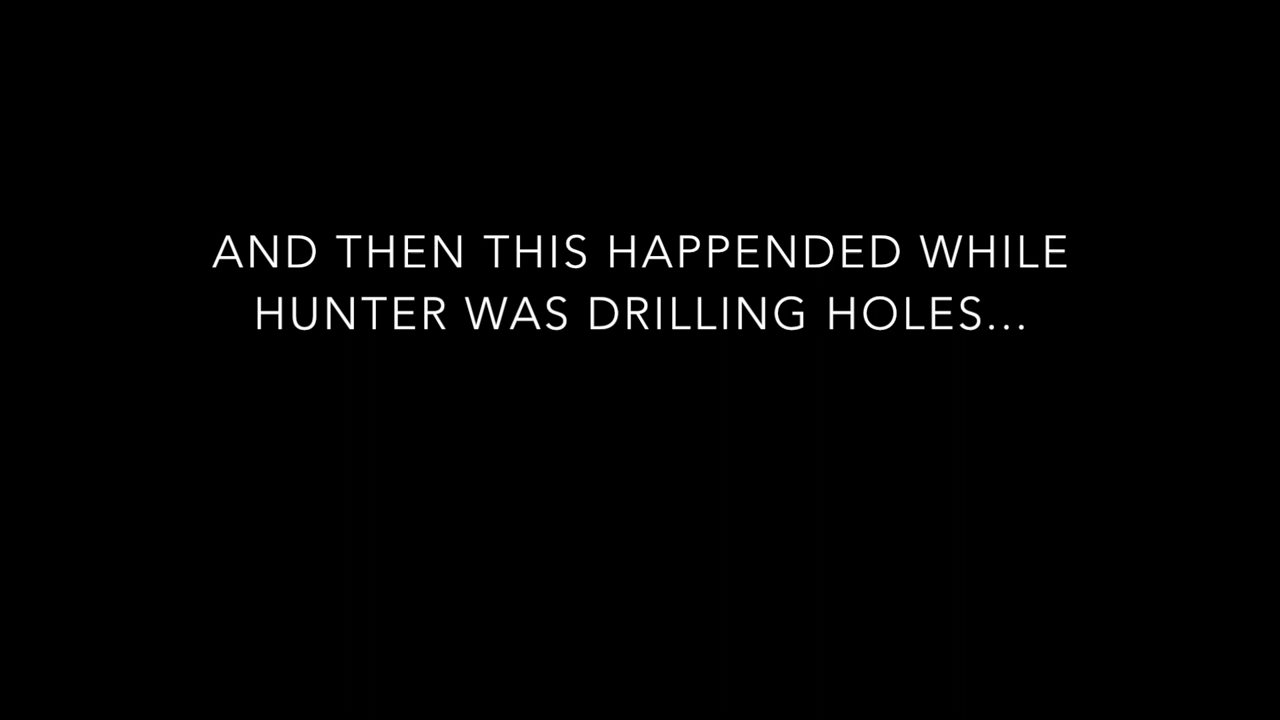 AND THEN THIS HAPPENDED WHILE
HUNTER WAS DRILLING HOLES...